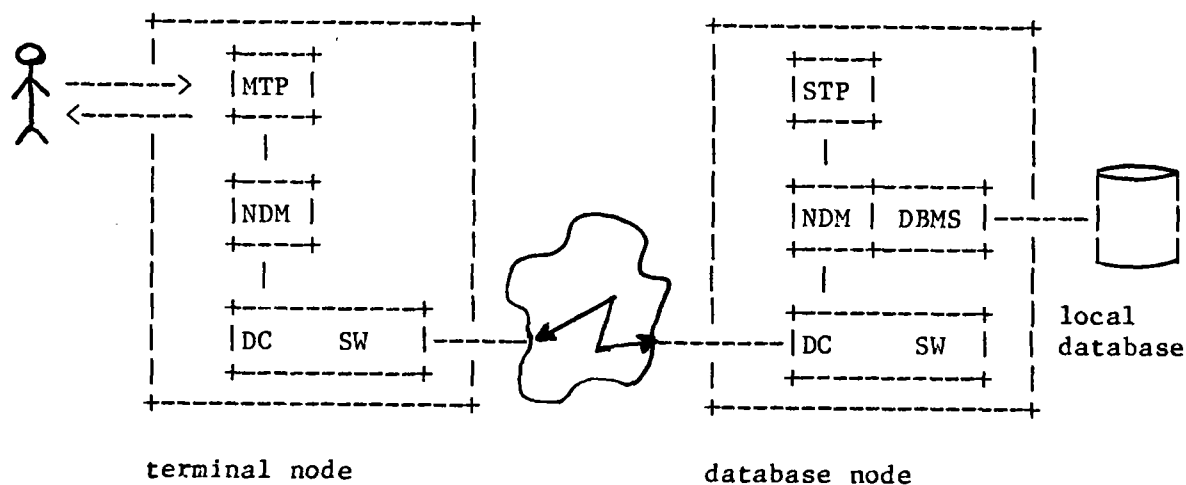 MTP
STP
NDM
NDM DBMS
DC SW
DC SW
local
database
terminal node
database node